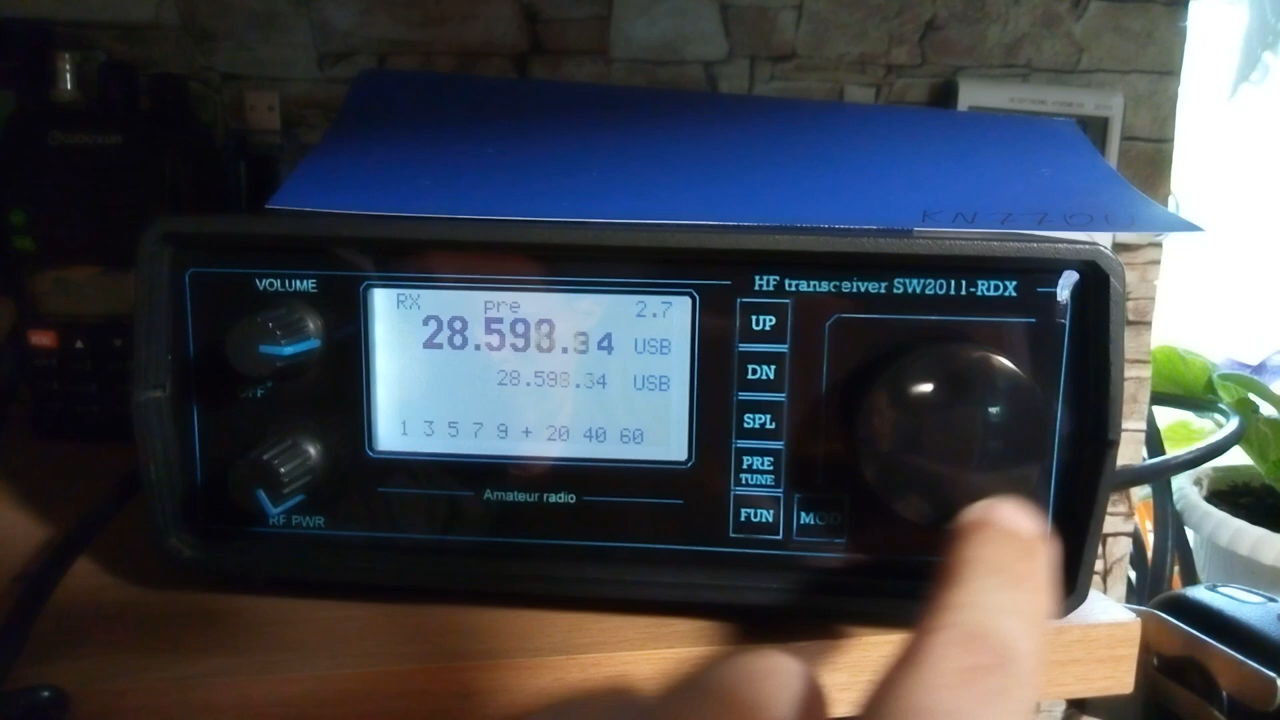 KN77OU
VOLUME
RF PWR
RX pre 2.7
28.598.34 USB
28.598.34 USB
1 3 5 7 9 + 20 40 60
Amateur radio
HF transceiver SW2011-RDX
UP
DN
SPL
PRE
TUNE
FUN
MOD